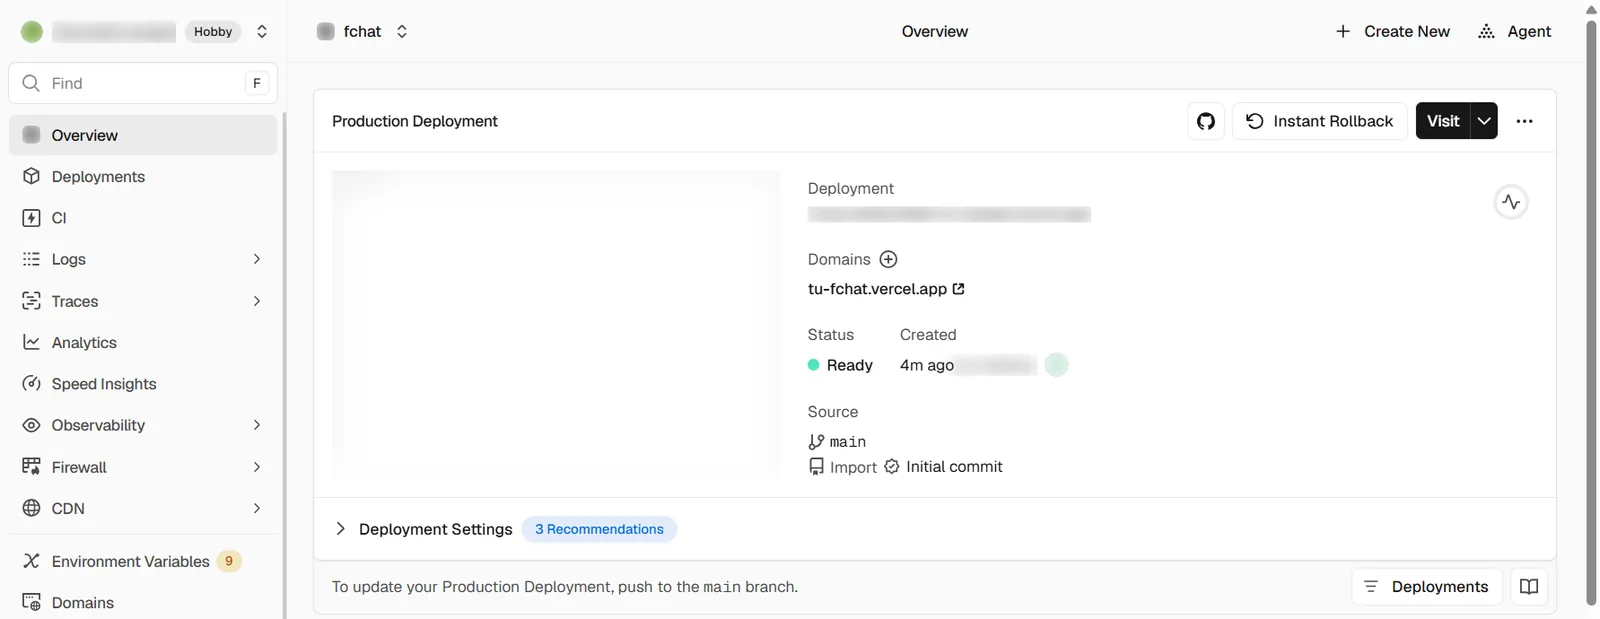 Hobby
Find
F
Overview
Deployments
CI
Logs
Traces
Analytics
Speed Insights
Observability
Firewall
CDN
Environment Variables 9
Domains
fchat
Overview
Create New
Agent
Production Deployment
Instant Rollback
Visit
Deployment
Domains
tu-fchat.vercel.app
Status Created
Ready 4m ago
Source
main
Import Initial commit
Deployment Settings 3 Recommendations
To update your Production Deployment, push to the main branch.
Deployments